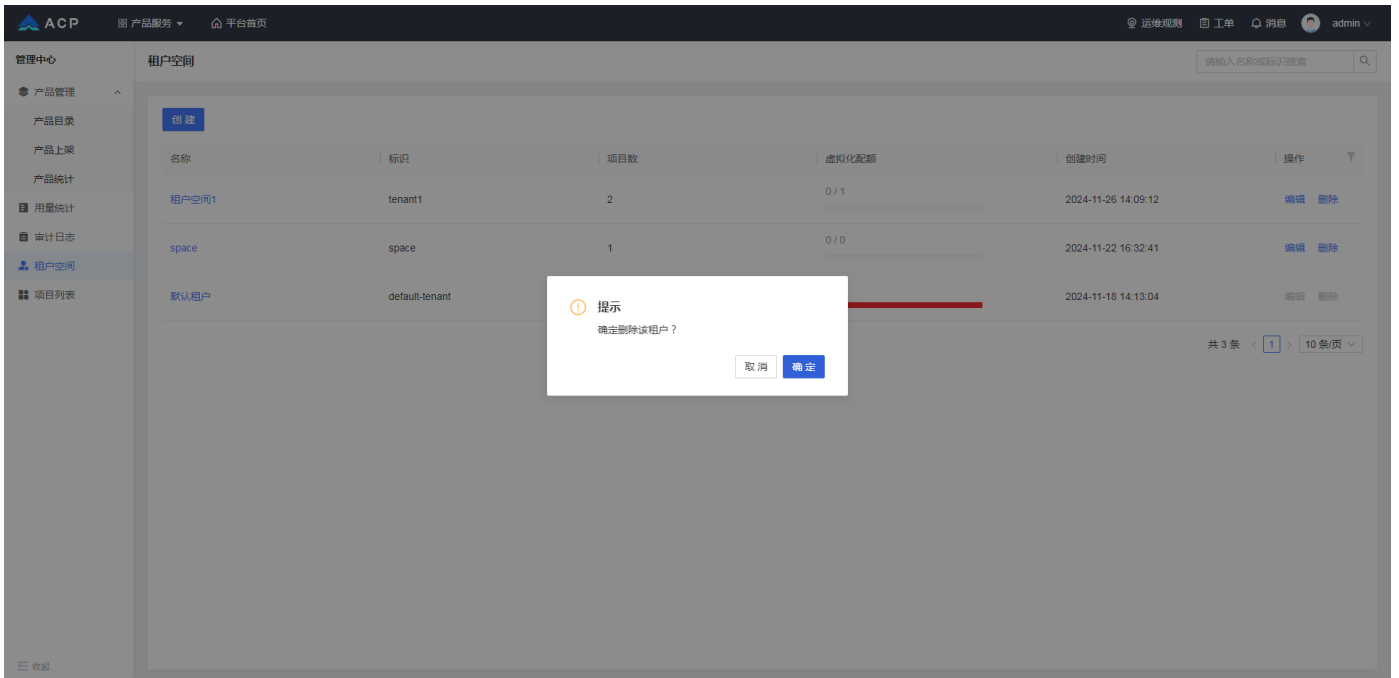 ACP 产品服务 平台首页 运维观测 工单 消息 admin
管理中心
租户空间
请输入名称或标识搜索
产品管理
产品目录
产品上架
产品统计
用量统计
审计日志
租户空间
项目列表
创建
名称 标识 项目数 虚拟化配额 创建时间 操作
租户空间1 tenant1 2 0 / 1 2024-11-26 14:09:12 编辑 删除
space space 1 0 / 0 2024-11-22 16:32:41 编辑 删除
默认租户 default-tenant 2024-11-18 14:13:04 编辑 删除
提示
确定删除该租户？
取消 确定
共 3 条 < 1 > 10 条/页
收起